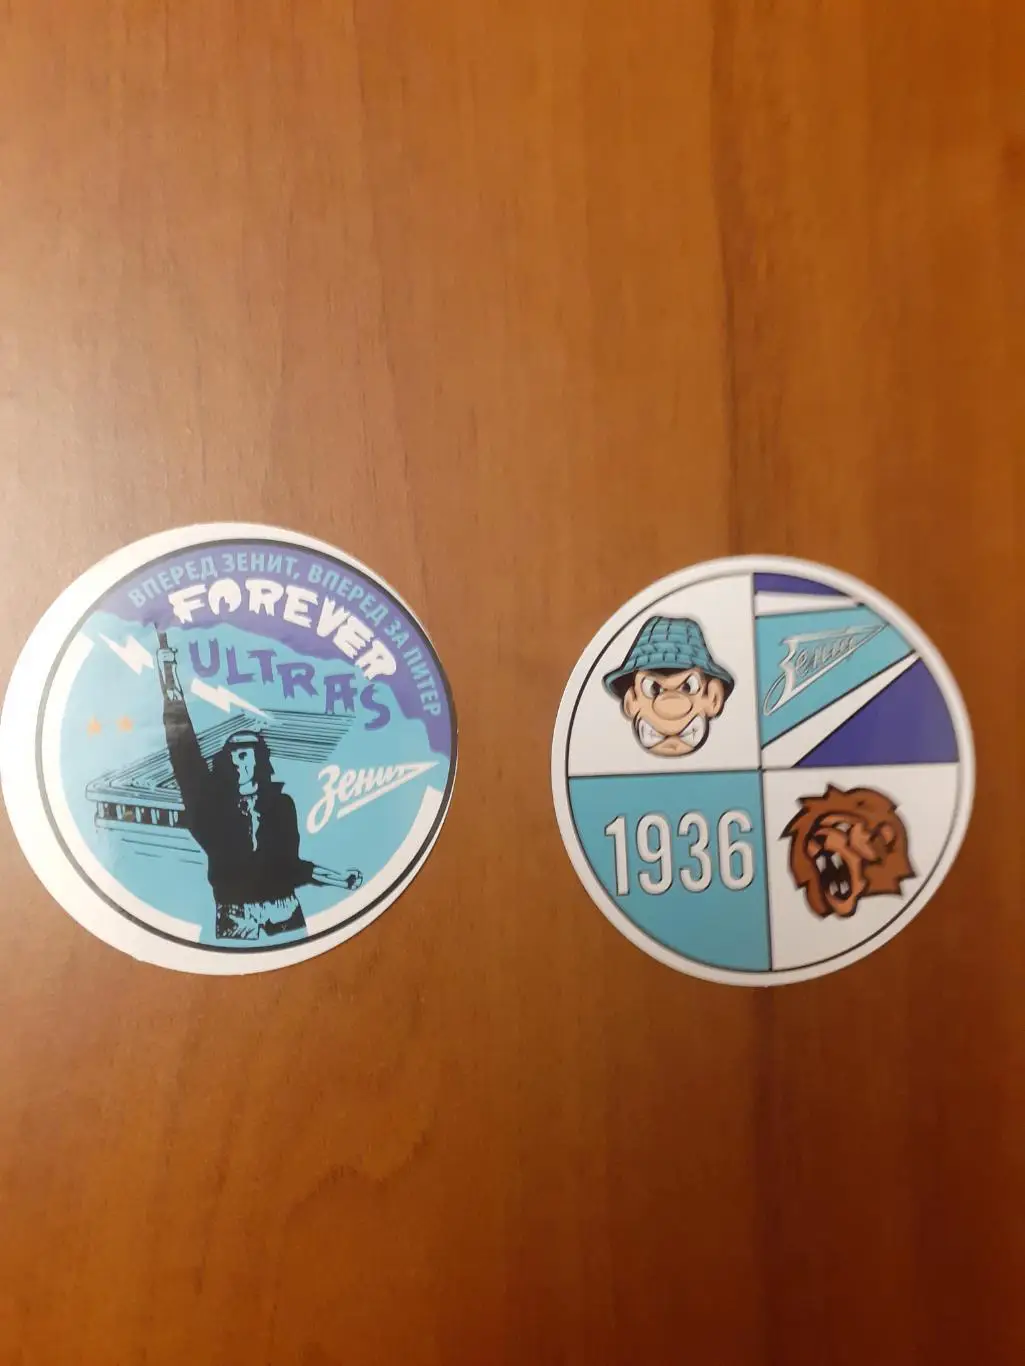 ВПЕРЕД ЗЕНИТ, ВПЕРЕД ЗА ПИТЕР
FOREVER
ULTRAS
Зенит
Зенит
1936